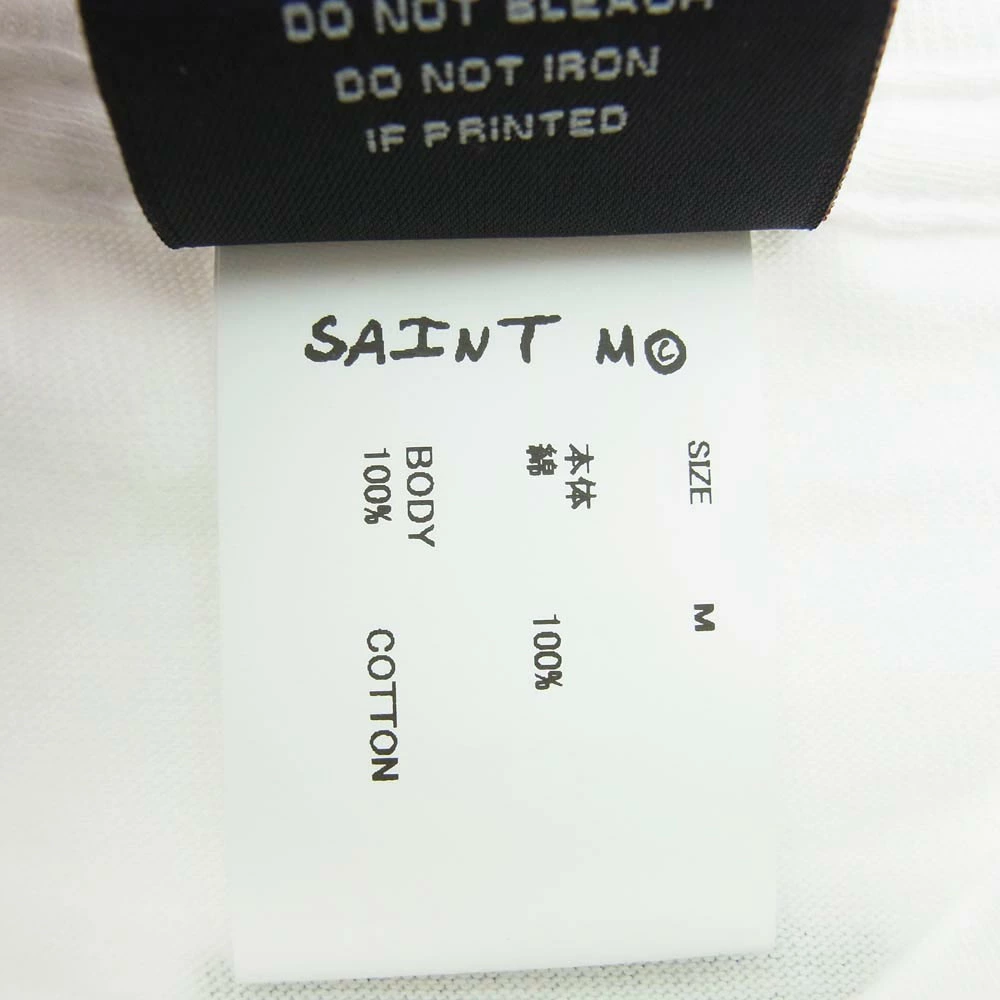 DO NOT BLEACH
DO NOT IRON
IF PRINTED
SAINT M©
SIZE M
本体
綿 100%
BODY
100% COTTON